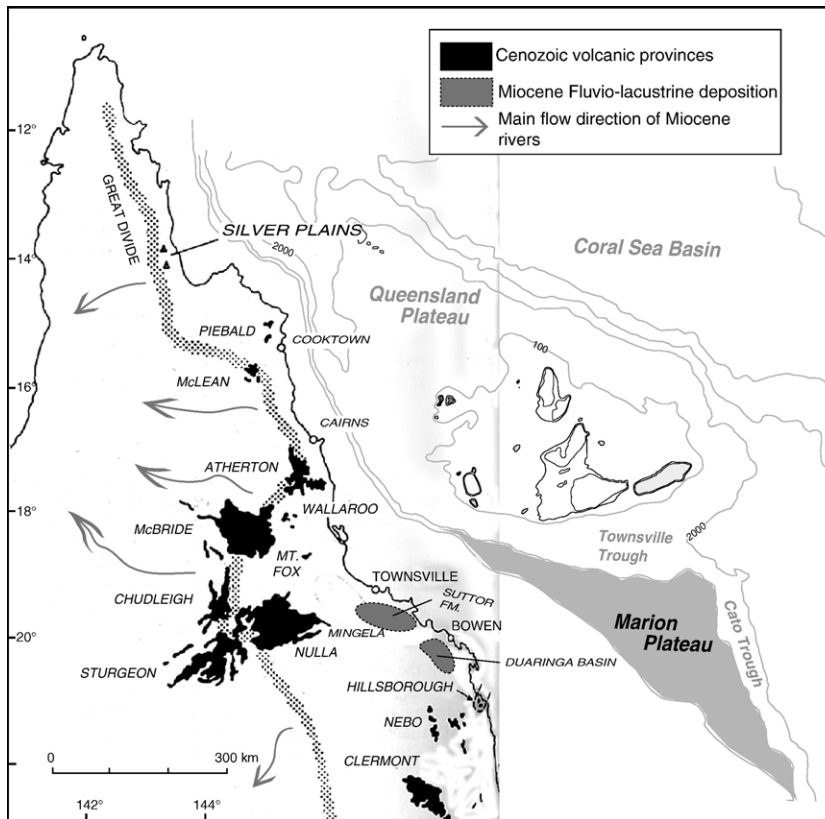 Cenozoic volcanic provinces
Miocene Fluvio-lacustrine deposition
Main flow direction of Miocene
rivers
12°
GREAT DIVIDE
SILVER PLAINS
2000
Coral Sea Basin
14°
Queensland
Plateau
PIEBALD
COOKTOWN
100
McLEAN
16°
CAIRNS
ATHERTON
WALLAROO
18°
McBRIDE
2000
Townsville
Trough
MT.
FOX
TOWNSVILLE
CHUDLEIGH
SUTTOR
FM.
Marion
Plateau
Cato Trough
MINGELA
BOWEN
20°
NULLA
STURGEON
DUARINGA BASIN
HILLSBOROUGH
NEBO
0
300 km
CLERMONT
142°
144°